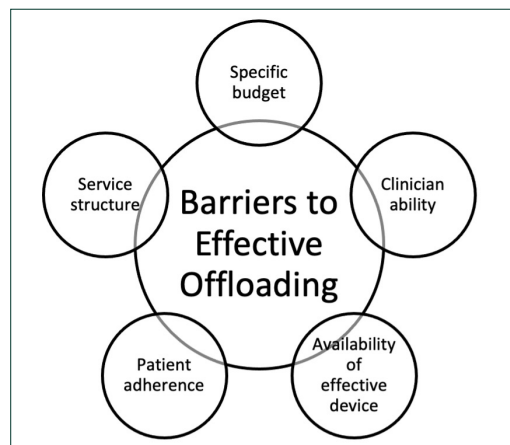 Specific
budget
Service
structure
Clinician
ability
Barriers to
Effective
Offloading
Patient
adherence
Availability
of
effective
device